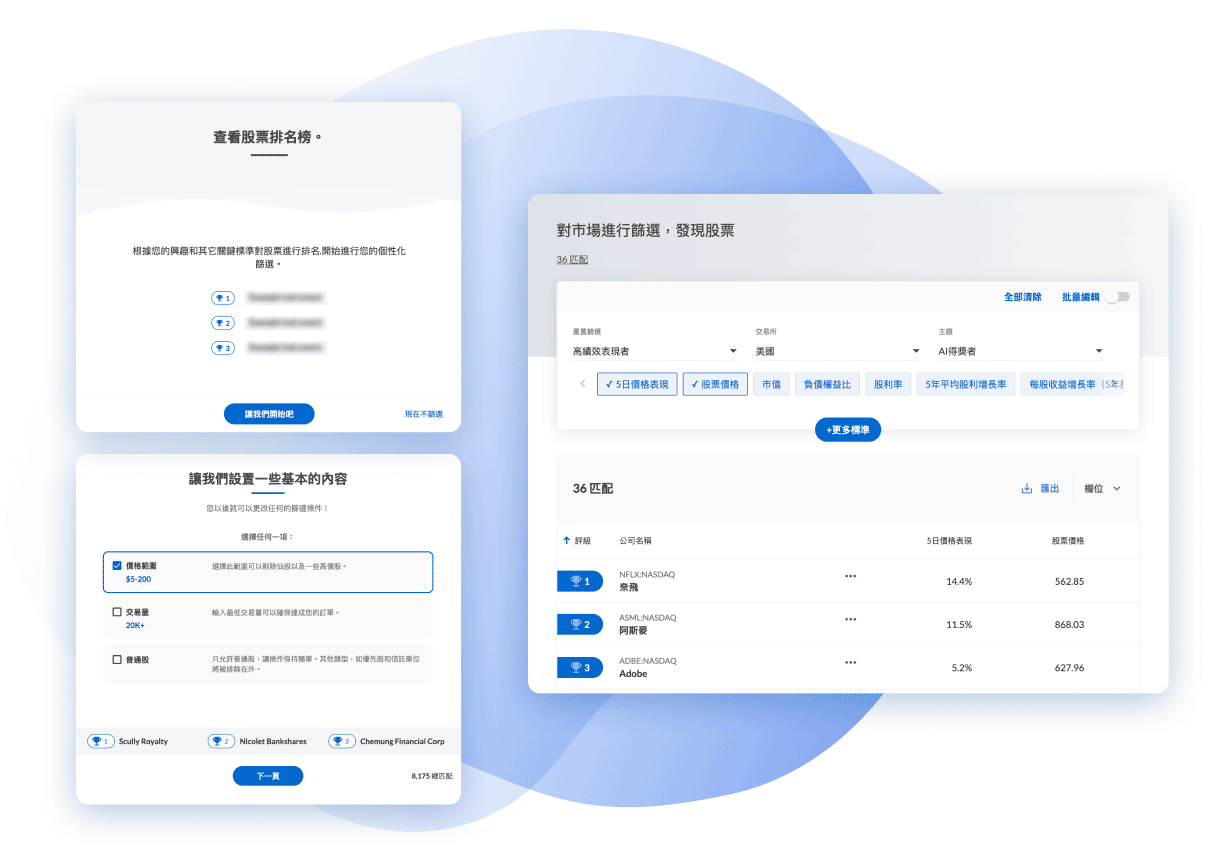 查看股票排名榜。
根據您的興趣和其它關鍵標準對股票進行排名,開始進行您的個性化
篩選。
1
2
3
讓我們開始吧
現在不篩選
讓我們設置一些基本的內容
您以後就可以更改任何的篩選條件！
選擇任何一項：
價格範圍
$5-200
選擇此範圍可以剔除仙股以及一些高價股。
交易量
20K+
輸入最低交易量可以確保達成您的訂單。
普通股
只允許普通股，讓操作保持簡單。其他類型、如優先股和信託單位
將被排除在外。
1 Scully Royalty
2 Nicolet Bankshares
3 Chemung Financial Corp
下一頁
8,175 總匹配
對市場進行篩選，發現股票
36 匹配
全部清除
批量編輯
重置篩選
交易所
主題
高績效表現者
美國
AI得獎者
✓ 5日價格表現
✓ 股票價格
市值
負債權益比
股利率
5年平均股利增長率
每股收益增長率（5年
+更多標準
36 匹配
匯出
欄位
評級
公司名稱
5日價格表現
股票價格
1
NFLX:NASDAQ
奈飛
•••
14.4%
562.85
2
ASML:NASDAQ
阿斯麥
•••
11.5%
868.03
3
ADBE:NASDAQ
Adobe
•••
5.2%
627.96